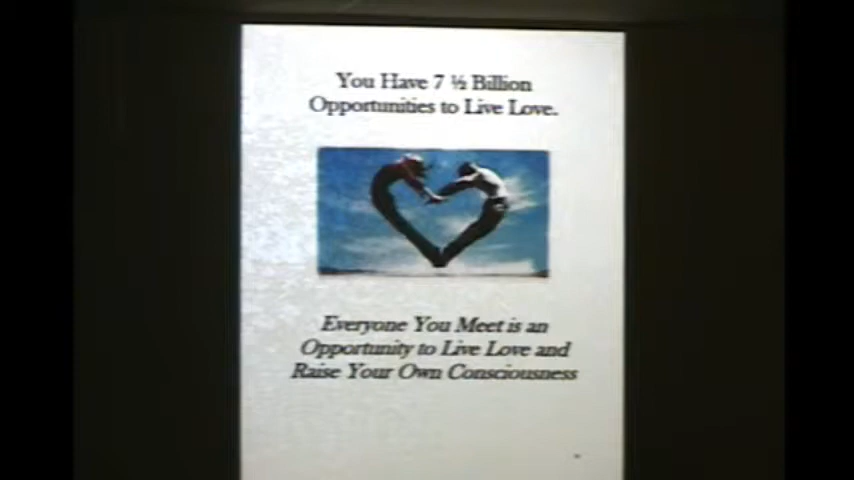 You Have 7 ½ Billion
Opportunities to Live Love.
Everyone You Meet is an
Opportunity to Live Love and
Raise Your Own Consciousness